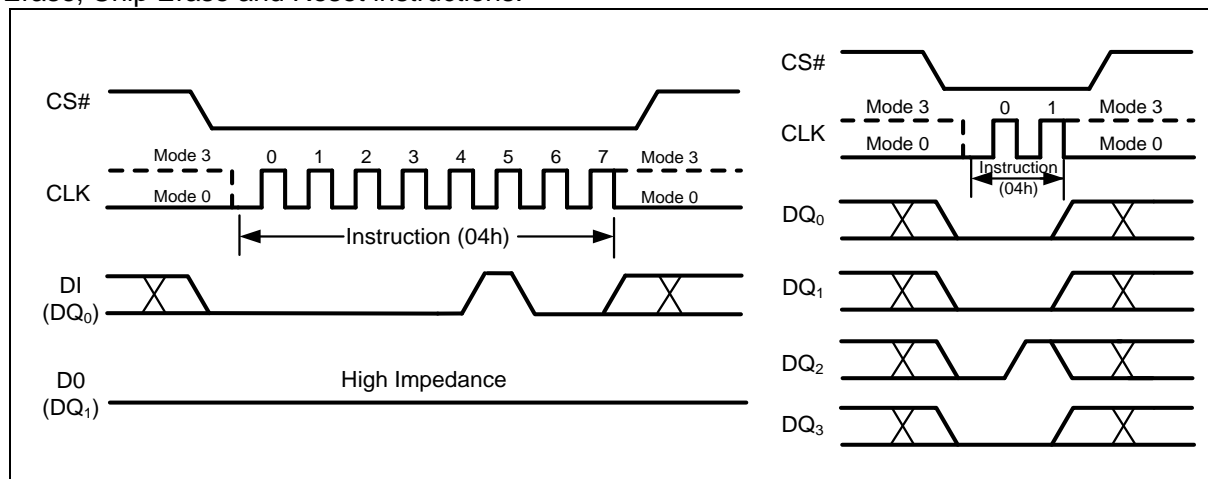 Erase, Chip Erase and Reset instructions.
CS#
Mode 3 0 1 2 3 4 5 6 7 Mode 3
CLK
Mode 0 Mode 0
Instruction (04h)
DI
(DQ0)
D0
(DQ1)
High Impedance
CS#
Mode 3 0 1 Mode 3
CLK
Mode 0 Mode 0
Instruction
(04h)
DQ0
DQ1
DQ2
DQ3